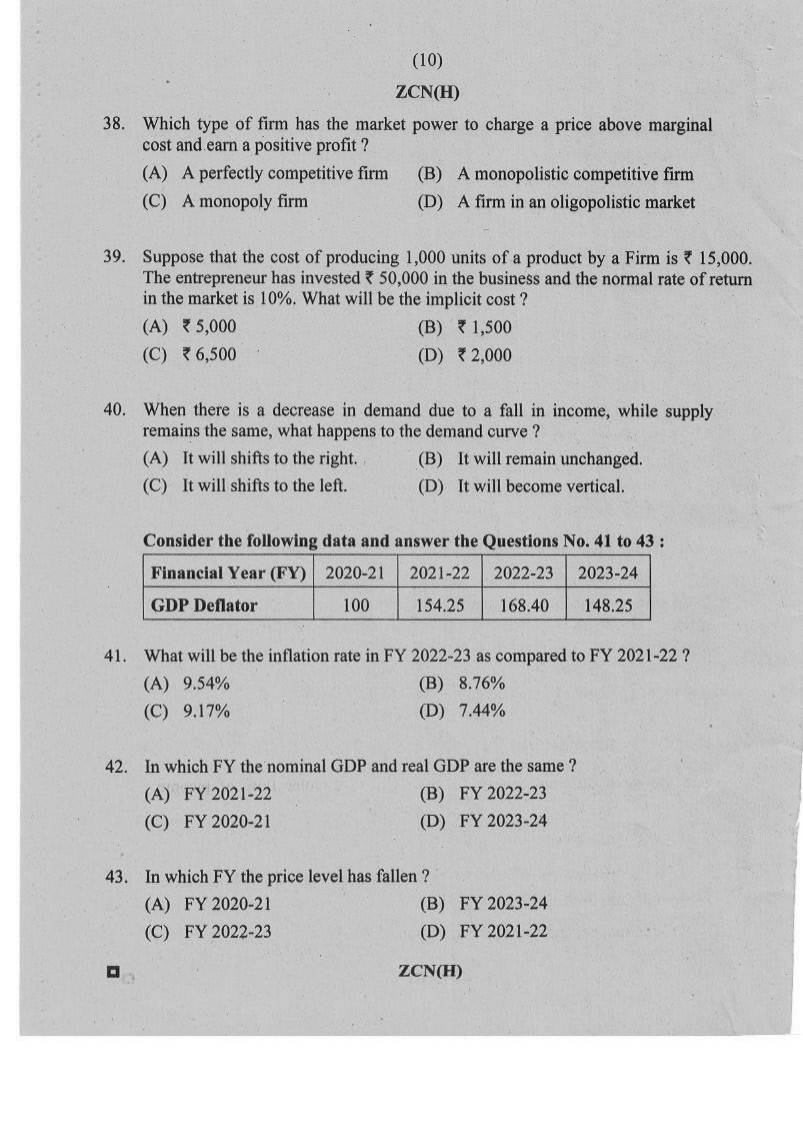 (10)
ZCN(H)
38. Which type of firm has the market power to charge a price above marginal
cost and earn a positive profit ?
(A) A perfectly competitive firm (B) A monopolistic competitive firm
(C) A monopoly firm (D) A firm in an oligopolistic market
39. Suppose that the cost of producing 1,000 units of a product by a Firm is ₹ 15,000.
The entrepreneur has invested ₹ 50,000 in the business and the normal rate of return
in the market is 10%. What will be the implicit cost ?
(A) ₹ 5,000 (B) ₹ 1,500
(C) ₹ 6,500 (D) ₹ 2,000
40. When there is a decrease in demand due to a fall in income, while supply
remains the same, what happens to the demand curve ?
(A) It will shifts to the right. (B) It will remain unchanged.
(C) It will shifts to the left. (D) It will become vertical.
Consider the following data and answer the Questions No. 41 to 43 :
Financial Year (FY) 2020-21 2021-22 2022-23 2023-24
GDP Deflator 100 154.25 168.40 148.25
41. What will be the inflation rate in FY 2022-23 as compared to FY 2021-22 ?
(A) 9.54% (B) 8.76%
(C) 9.17% (D) 7.44%
42. In which FY the nominal GDP and real GDP are the same ?
(A) FY 2021-22 (B) FY 2022-23
(C) FY 2020-21 (D) FY 2023-24
43. In which FY the price level has fallen ?
(A) FY 2020-21 (B) FY 2023-24
(C) FY 2022-23 (D) FY 2021-22
ZCN(H)